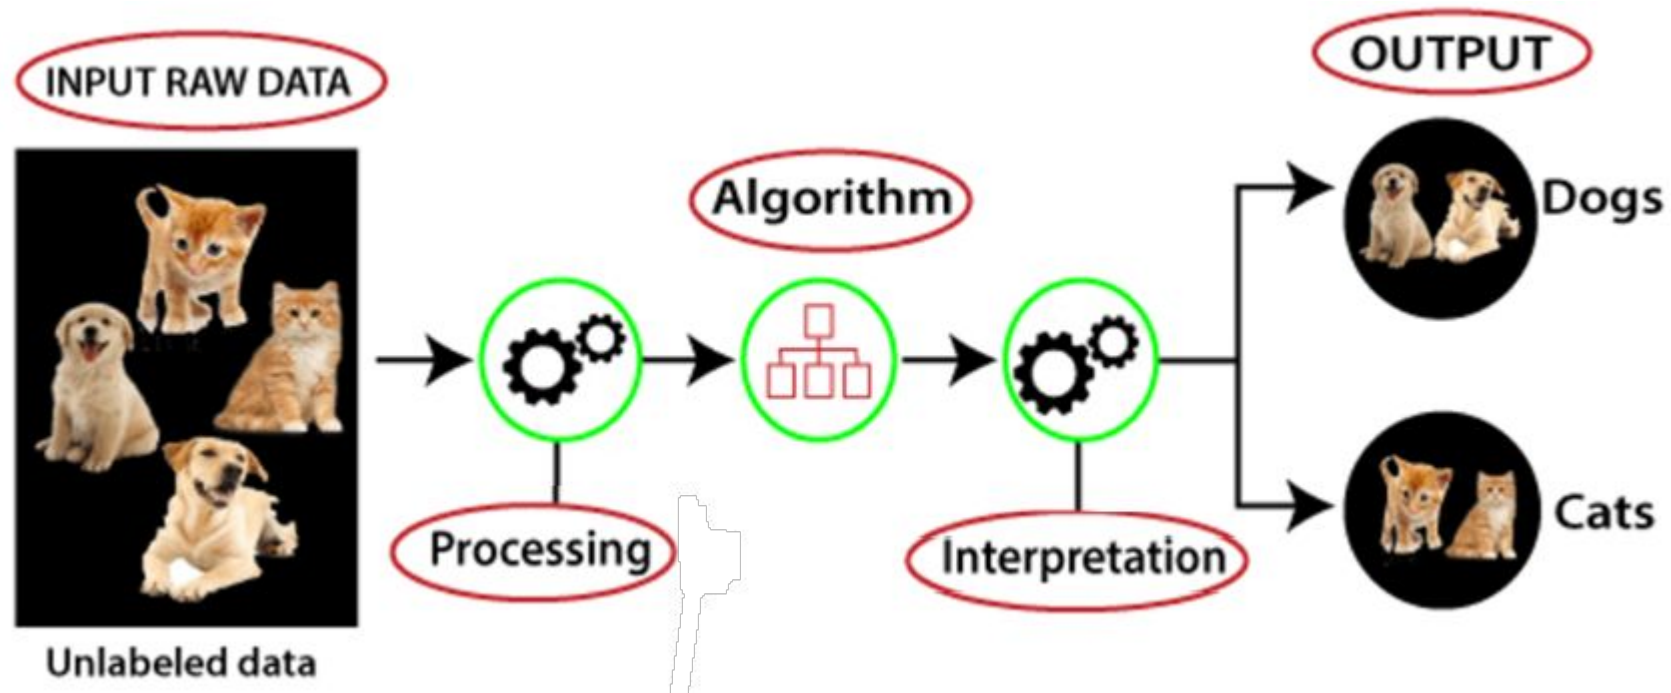 INPUT RAW DATA
OUTPUT
Algorithm
Dogs
Processing
Interpretation
Cats
Unlabeled data